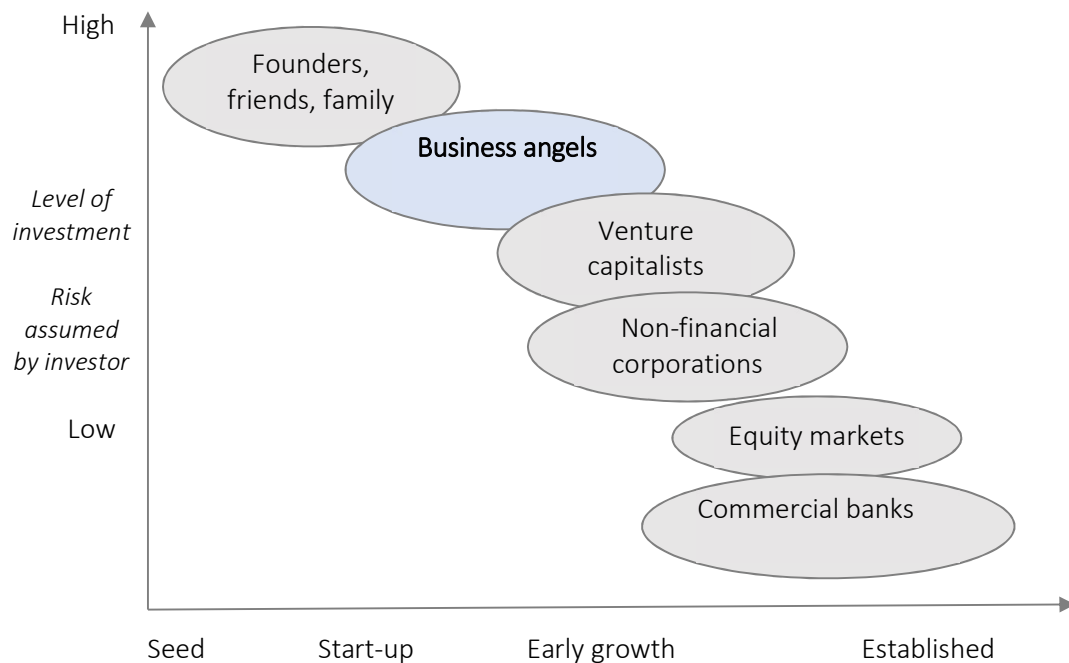 High
Founders,
friends, family
Business angels
Level of
investment
Venture
capitalists
Risk
assumed
by investor
Non-financial
corporations
Low
Equity markets
Commercial banks
Seed
Start-up
Early growth
Established